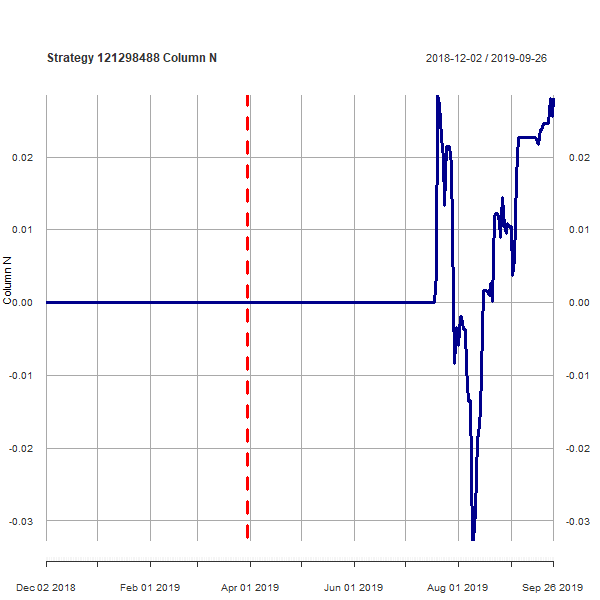 Strategy 121298488 Column N
2018-12-02 / 2019-09-26
0.02
0.02
0.01
0.01
Column N
0.00
0.00
-0.01
-0.01
-0.02
-0.02
-0.03
-0.03
Dec 02 2018
Feb 01 2019
Apr 01 2019
Jun 01 2019
Aug 01 2019
Sep 26 2019